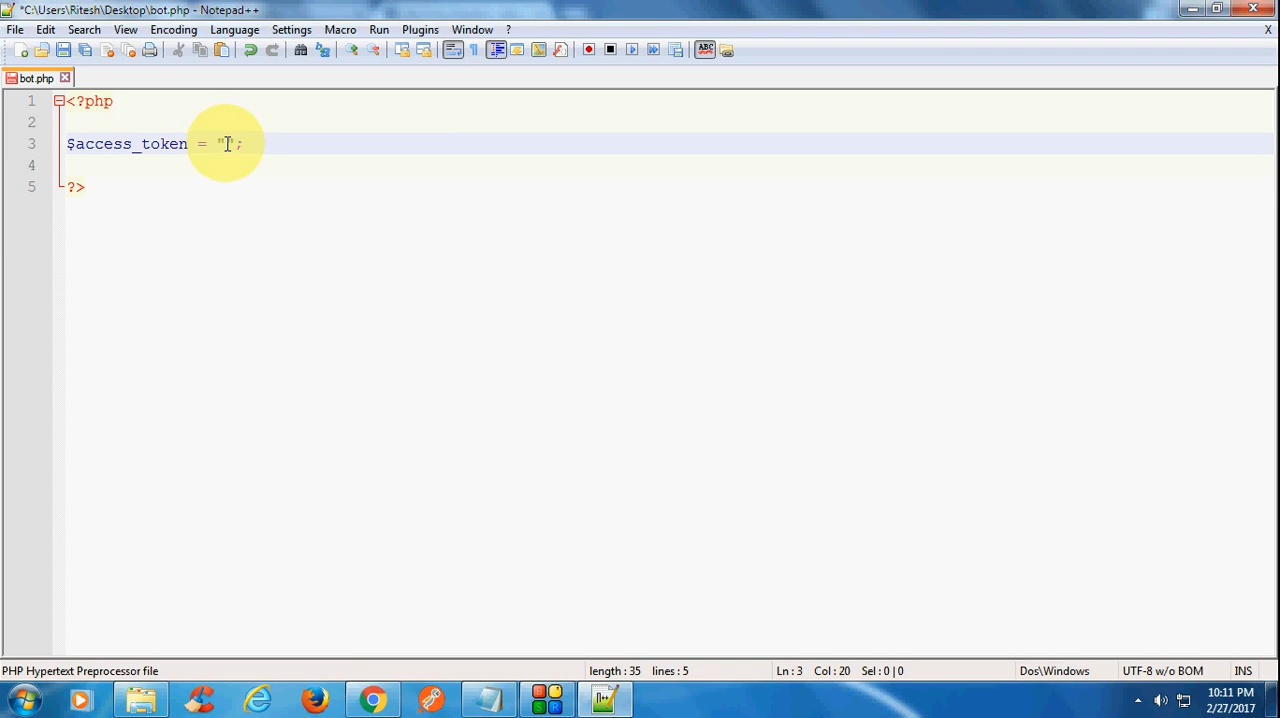 *C:\Users\Ritesh\Desktop\bot.php - Notepad++
File Edit Search View Encoding Language Settings Macro Run Plugins Window ? X
ABC
bot.php
1 <?php
2
3 $access_token = "";
4
5 ?>
PHP Hypertext Preprocessor file length : 35 lines : 5 Ln : 3 Col : 20 Sel : 0 | 0 Dos\Windows UTF-8 w/o BOM INS
10:11 PM
2/27/2017